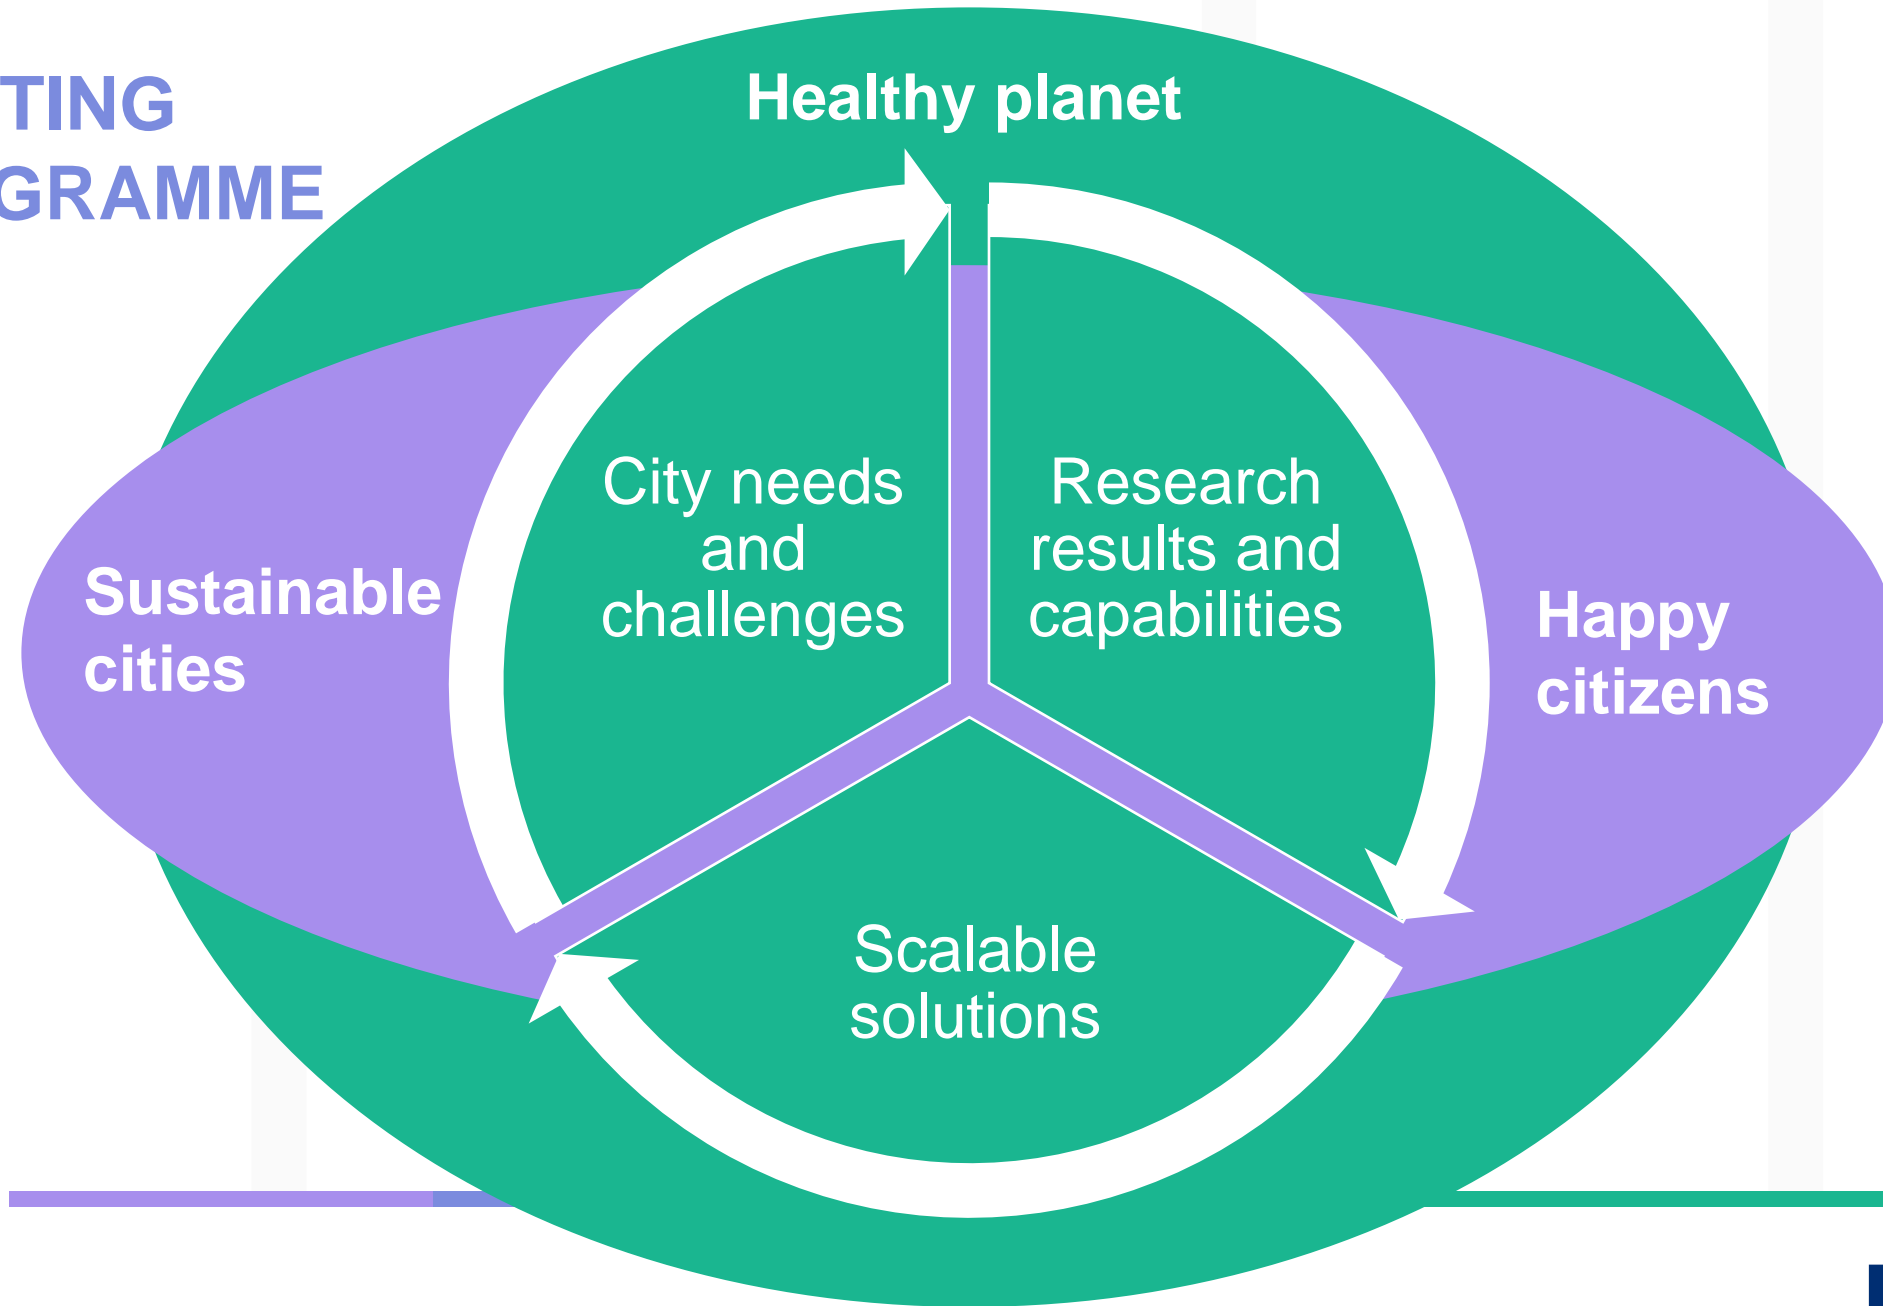 TING
GRAMME
Healthy planet
City needs
and
challenges
Research
results and
capabilities
Sustainable
cities
Happy
citizens
Scalable
solutions